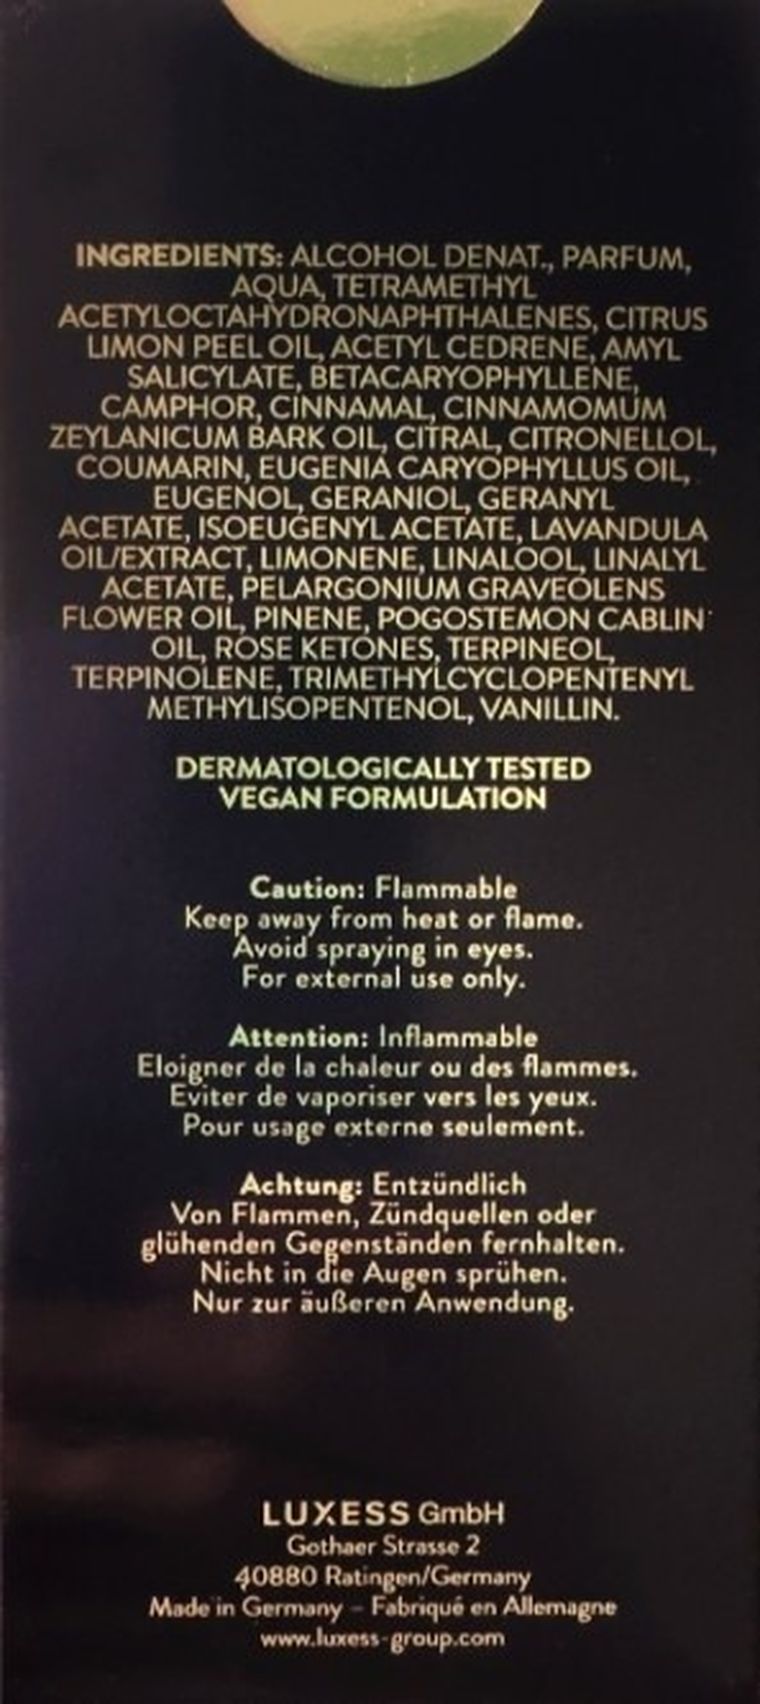 INGREDIENTS: ALCOHOL DENAT., PARFUM,
AQUA, TETRAMETHYL
ACETYLOCTAHYDRONAPHTHALENES, CITRUS
LIMON PEEL OIL, ACETYL CEDRENE, AMYL
SALICYLATE, BETACARYOPHYLLENE,
CAMPHOR, CINNAMAL, CINNAMOMUM
ZEYLANICUM BARK OIL, CITRAL, CITRONELLOL,
COUMARIN, EUGENIA CARYOPHYLLUS OIL,
EUGENOL, GERANIOL, GERANYL
ACETATE, ISOEUGENYL ACETATE, LAVANDULA
OIL/EXTRACT, LIMONENE, LINALOOL, LINALYL
ACETATE, PELARGONIUM GRAVEOLENS
FLOWER OIL, PINENE, POGOSTEMON CABLIN
OIL, ROSE KETONES, TERPINEOL,
TERPINOLENE, TRIMETHYLCYCLOPENTENYL
METHYLISOPENTENOL, VANILLIN.
DERMATOLOGICALLY TESTED
VEGAN FORMULATION
Caution: Flammable
Keep away from heat or flame.
Avoid spraying in eyes.
For external use only.
Attention: Inflammable
Eloigner de la chaleur ou des flammes.
Eviter de vaporiser vers les yeux.
Pour usage externe seulement.
Achtung: Entzündlich
Von Flammen, Zündquellen oder
glühenden Gegenständen fernhalten.
Nicht in die Augen sprühen.
Nur zur äußeren Anwendung.
LUXESS GmbH
Gothaer Strasse 2
40880 Ratingen/Germany
Made in Germany – Fabriqué en Allemagne
www.luxess-group.com